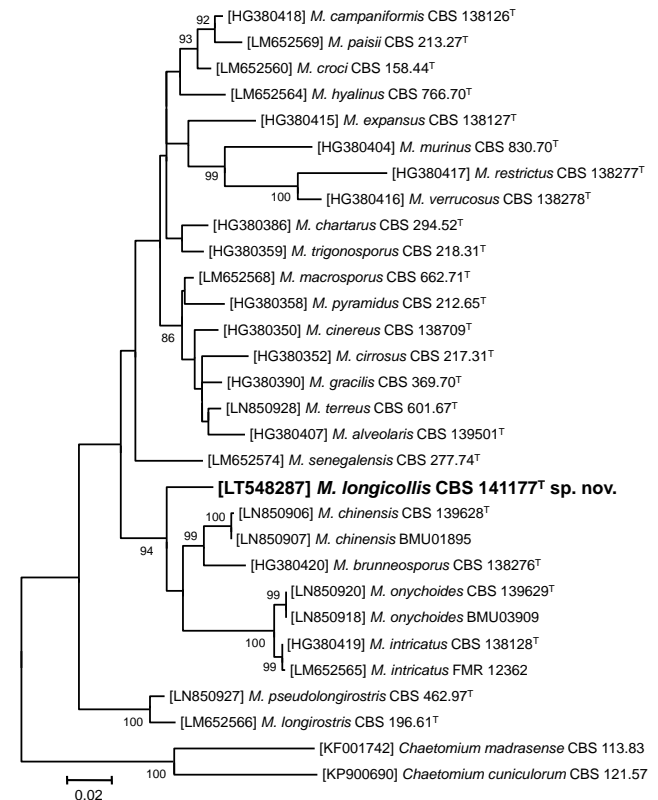 92
[HG380418] M. campaniformis CBS 138126ᵀ
93
[LM652569] M. paisii CBS 213.27ᵀ
[LM652560] M. croci CBS 158.44ᵀ
[LM652564] M. hyalinus CBS 766.70ᵀ
[HG380415] M. expansus CBS 138127ᵀ
[HG380404] M. murinus CBS 830.70ᵀ
99
[HG380417] M. restrictus CBS 138277ᵀ
100
[HG380416] M. verrucosus CBS 138278ᵀ
[HG380386] M. chartarus CBS 294.52ᵀ
[HG380359] M. trigonosporus CBS 218.31ᵀ
[LM652568] M. macrosporus CBS 662.71ᵀ
[HG380358] M. pyramidus CBS 212.65ᵀ
86
[HG380350] M. cinereus CBS 138709ᵀ
[HG380352] M. cirrosus CBS 217.31ᵀ
[HG380390] M. gracilis CBS 369.70ᵀ
[LN850928] M. terreus CBS 601.67ᵀ
[HG380407] M. alveolaris CBS 139501ᵀ
[LM652574] M. senegalensis CBS 277.74ᵀ
[LT548287] M. longicollis CBS 141177ᵀ sp. nov.
94
100
[LN850906] M. chinensis CBS 139628ᵀ
99
[LN850907] M. chinensis BMU01895
[HG380420] M. brunneosporus CBS 138276ᵀ
99
[LN850920] M. onychoides CBS 139629ᵀ
[LN850918] M. onychoides BMU03909
100
[HG380419] M. intricatus CBS 138128ᵀ
99
[LM652565] M. intricatus FMR 12362
[LN850927] M. pseudolongirostris CBS 462.97ᵀ
100
[LM652566] M. longirostris CBS 196.61ᵀ
[KF001742] Chaetomium madrasense CBS 113.83
100
[KP900690] Chaetomium cuniculorum CBS 121.57
0.02